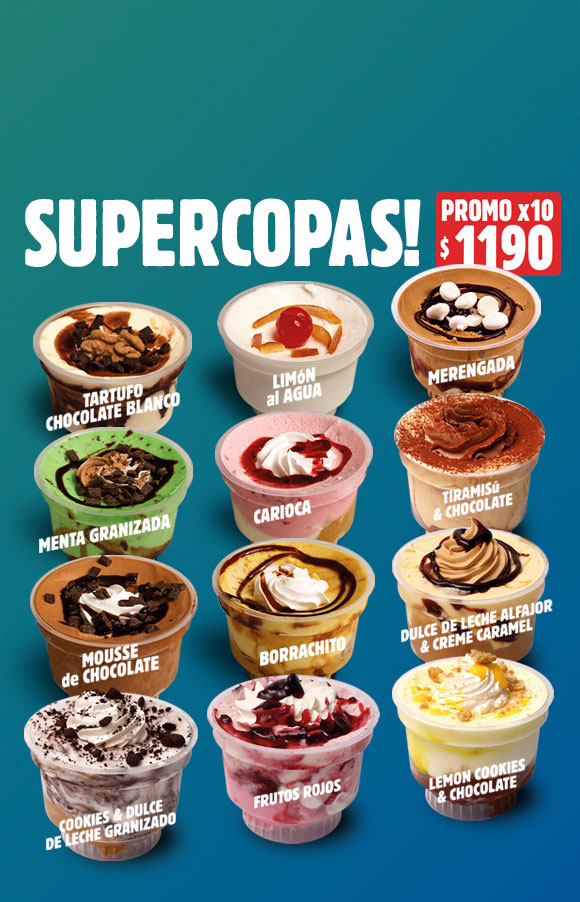 SUPERCOPAS!
PROMO x10
$1190
TARTUFO
CHOCOLATE BLANCO
LIMóN
al AGUA
MERENGADA
MENTA GRANIZADA
CARIOCA
TIRAMISú
& CHOCOLATE
MOUSSE
de CHOCOLATE
BORRACHITO
DULCE DE LECHE ALFAJOR
& CREME CARAMEL
COOKIES & DULCE
DE LECHE GRANIZADO
FRUTOS ROJOS
LEMON COOKIES
& CHOCOLATE